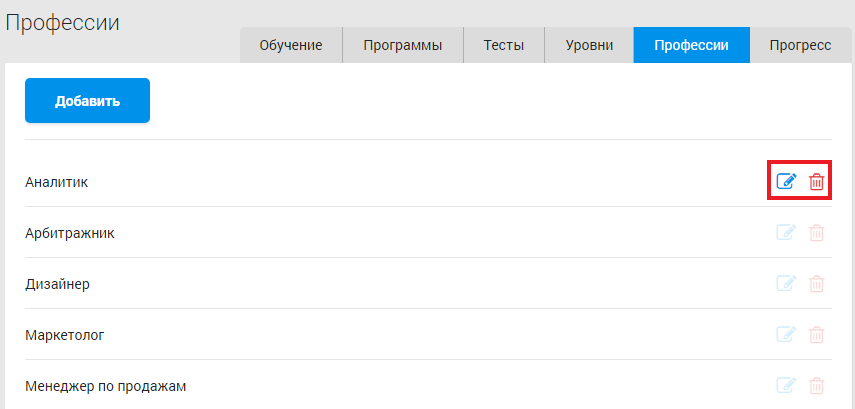 Профессии
Обучение Программы Тесты Уровни Профессии Прогресс
Добавить
Аналитик
Арбитражник
Дизайнер
Маркетолог
Менеджер по продажам